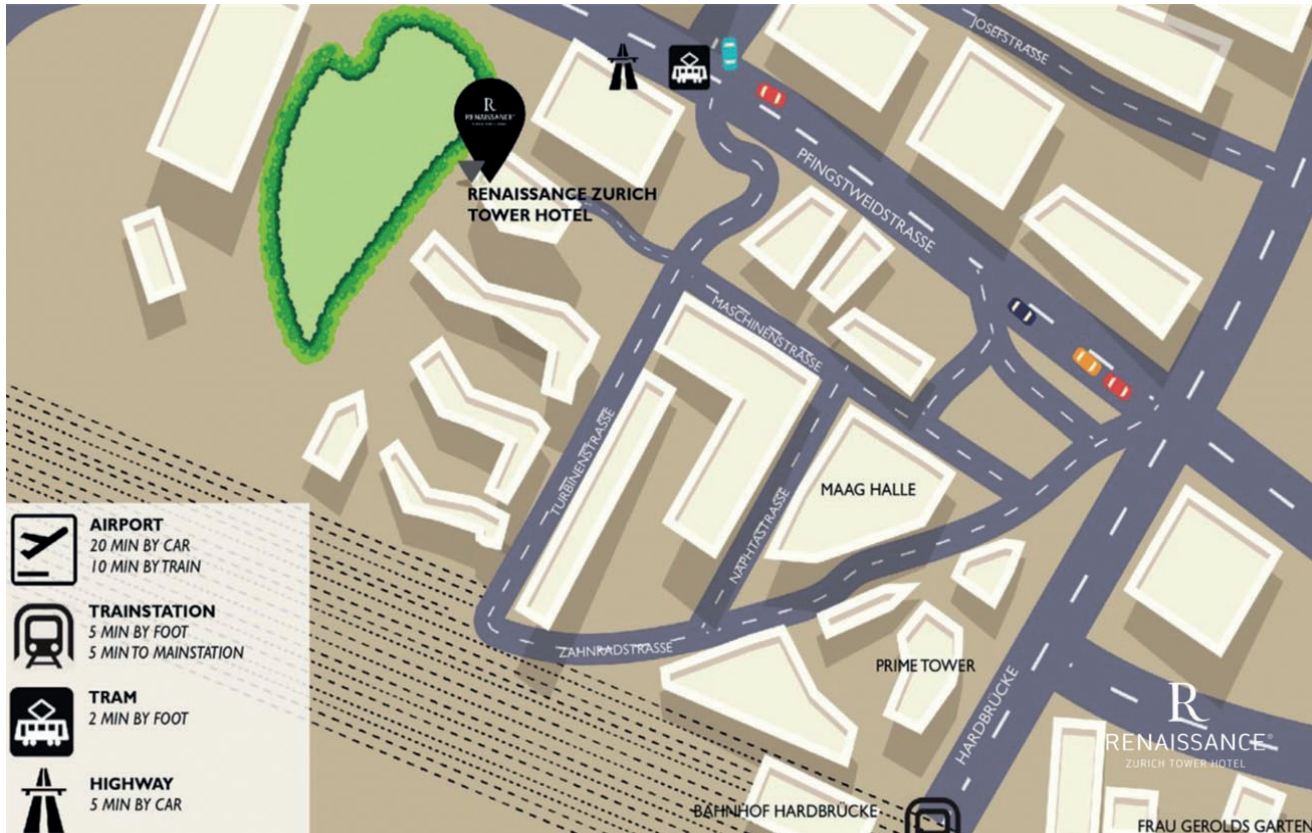 JOSEFSTRASSE
R
RENAISSANCE®
PFINGSTWEIDSTRASSE
RENAISSANCE ZURICH
TOWER HOTEL
MASCHINENSTRASSE
TURBINENSTRASSE
NAPHTASTRASSE
MAAG HALLE
AIRPORT
20 MIN BY CAR
10 MIN BY TRAIN
TRAINSTATION
5 MIN BY FOOT
5 MIN TO MAINSTATION
ZAHNRADSTRASSE
PRIME TOWER
HARDBRÜCKE
TRAM
2 MIN BY FOOT
R
RENAISSANCE®
ZURICH TOWER HOTEL
HIGHWAY
5 MIN BY CAR
BAHNHOF HARDBRÜCKE
FRAU GEROLDS GARTEN